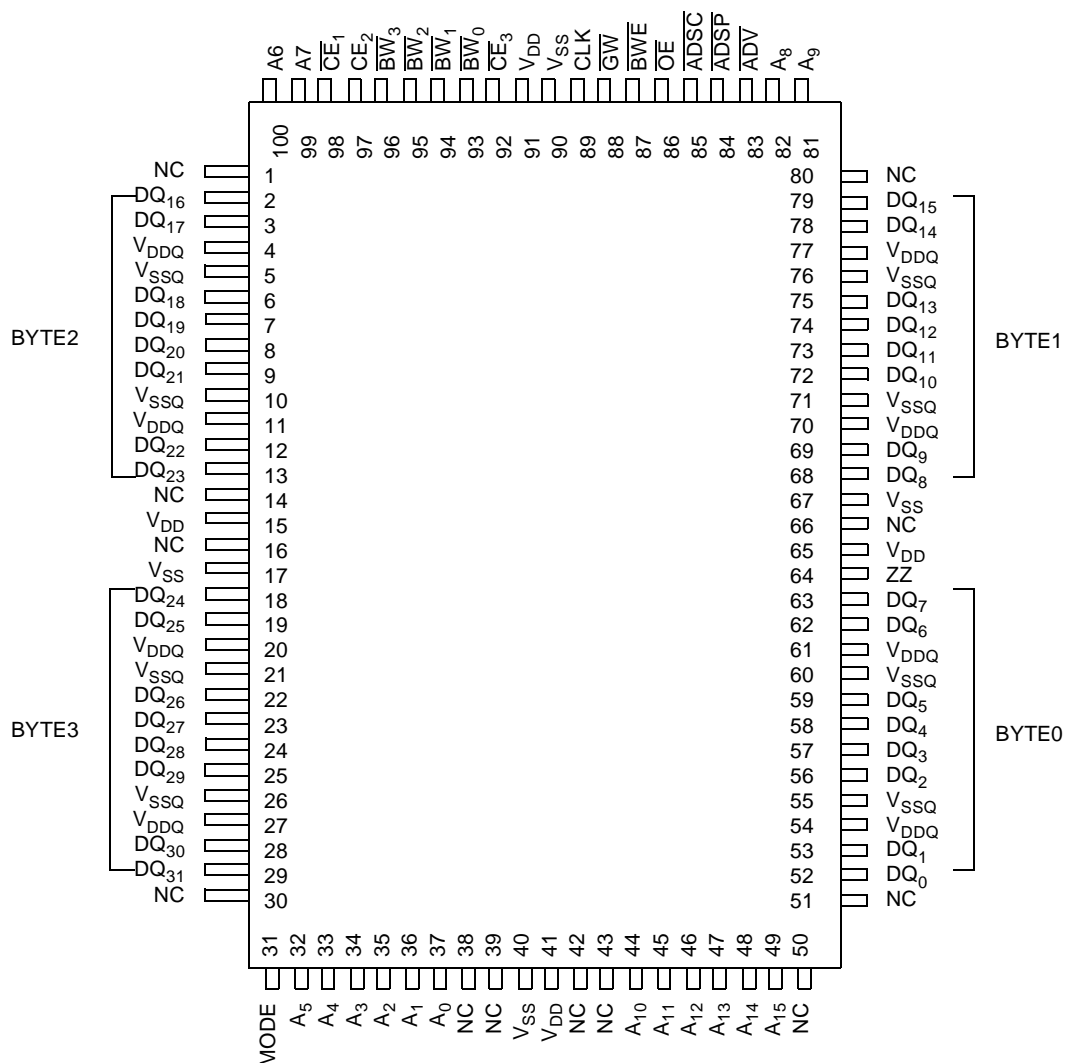 A6 A7 CE1 CE2 BW3 BW2 BW1 BW0 CE3 VDD VSS CLK GW BWE OE ADSC ADSP ADV A8 A9
100 99 98 97 96 95 94 93 92 91 90 89 88 87 86 85 84 83 82 81
NC 1 80 NC
DQ16 2 79 DQ15
DQ17 3 78 DQ14
VDDQ 4 77 VDDQ
VSSQ 5 76 VSSQ
DQ18 6 75 DQ13
DQ19 7 74 DQ12
BYTE2 BYTE1
DQ20 8 73 DQ11
DQ21 9 72 DQ10
VSSQ 10 71 VSSQ
VDDQ 11 70 VDDQ
DQ22 12 69 DQ9
DQ23 13 68 DQ8
NC 14 67 VSS
VDD 15 66 NC
NC 16 65 VDD
VSS 17 64 ZZ
DQ24 18 63 DQ7
DQ25 19 62 DQ6
VDDQ 20 61 VDDQ
VSSQ 21 60 VSSQ
DQ26 22 59 DQ5
DQ27 23 58 DQ4
BYTE3 BYTE0
DQ28 24 57 DQ3
DQ29 25 56 DQ2
VSSQ 26 55 VSSQ
VDDQ 27 54 VDDQ
DQ30 28 53 DQ1
DQ31 29 52 DQ0
NC 30 51 NC
31 32 33 34 35 36 37 38 39 40 41 42 43 44 45 46 47 48 49 50
MODE A5 A4 A3 A2 A1 A0 NC NC VSS VDD NC NC A10 A11 A12 A13 A14 A15 NC